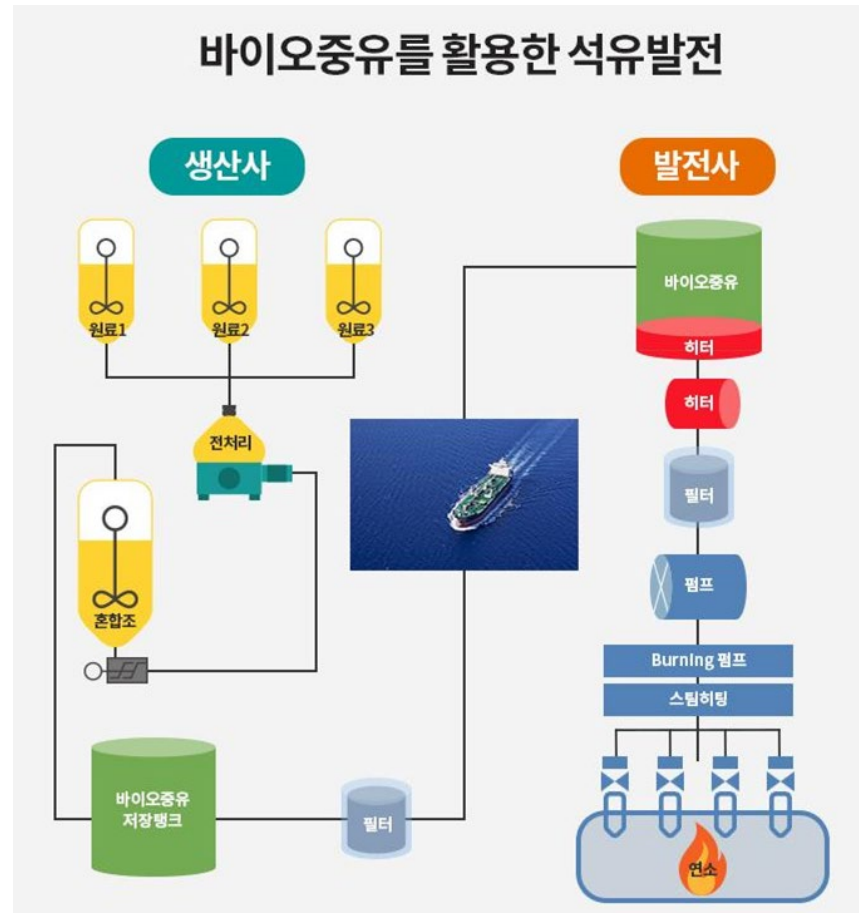 바이오중유를 활용한 석유발전
생산사
발전사
원료1
원료2
원료3
전처리
혼합조
바이오중유
저장탱크
필터
바이오중유
히터
히터
필터
펌프
Burning 펌프
스팀히팅
연소